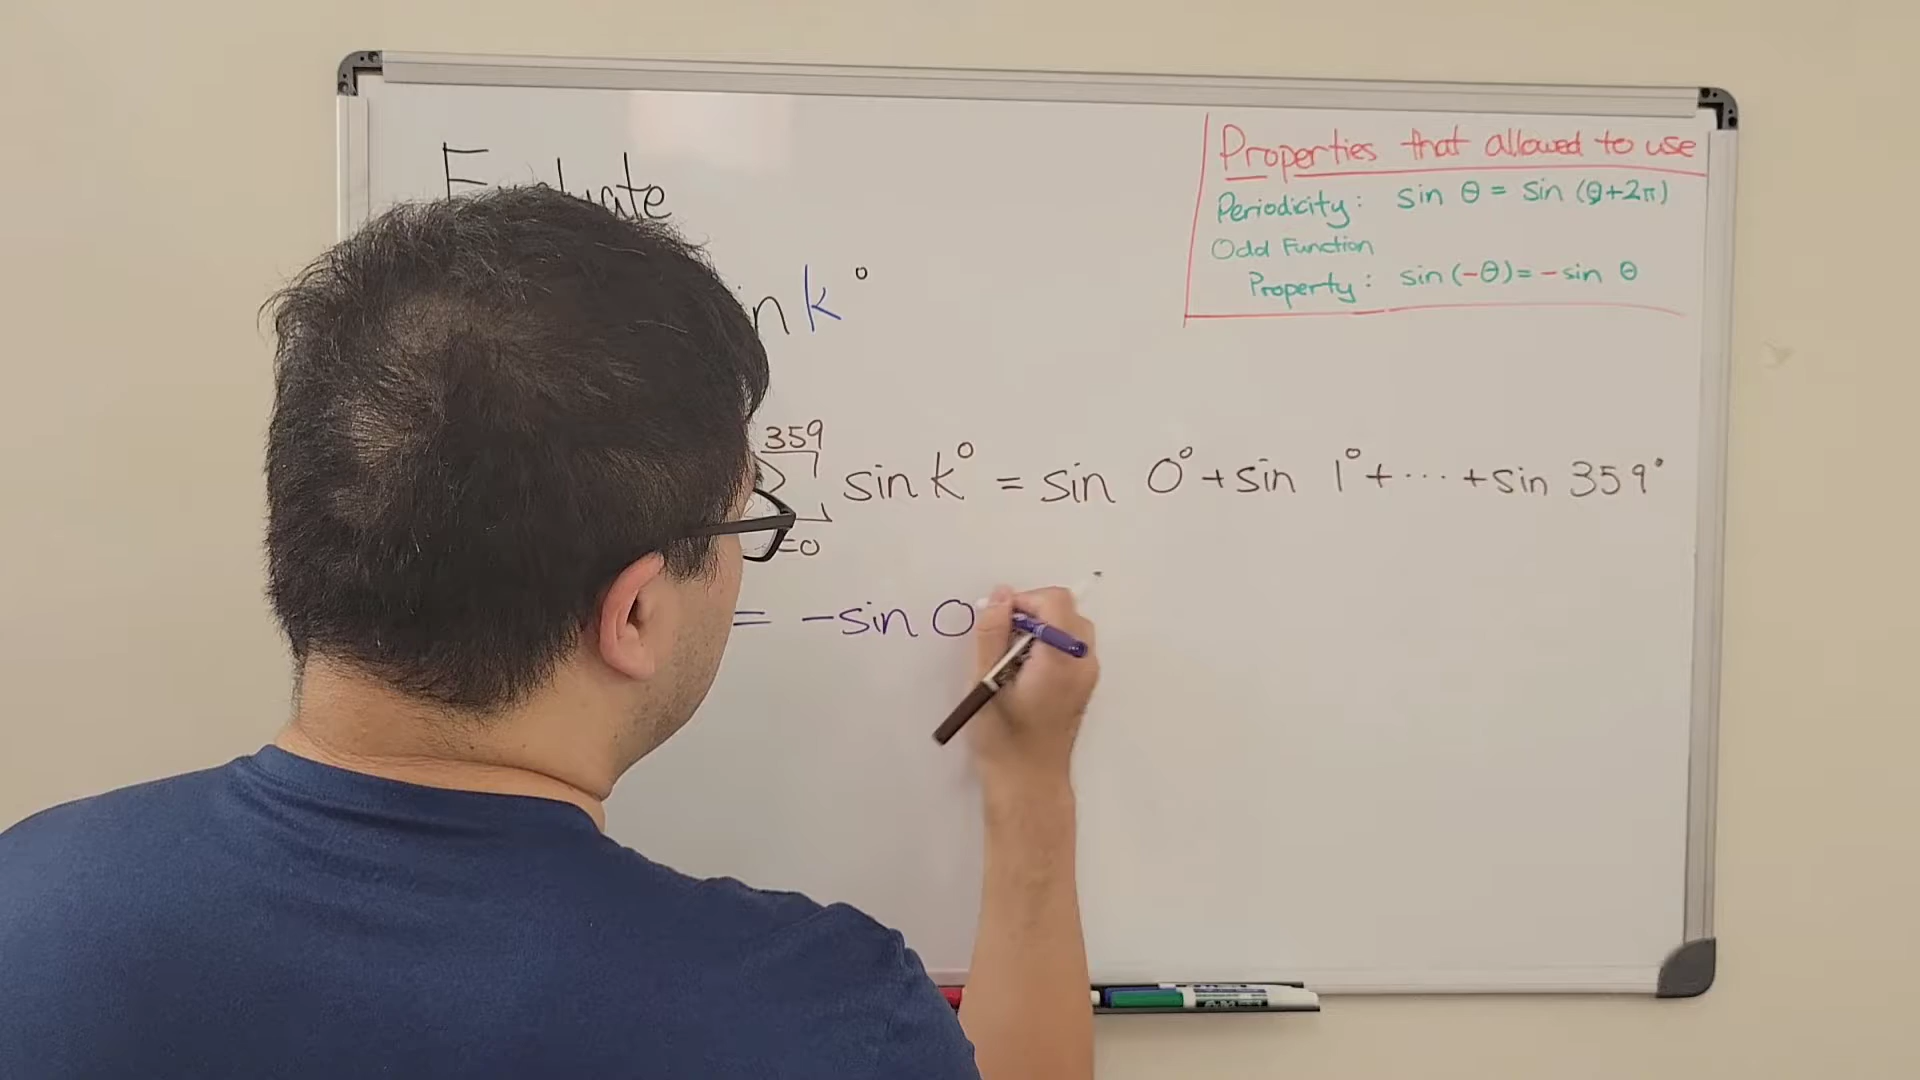 Evaluate
Properties that allowed to use
Periodicity: sin θ = sin (θ+2π)
Odd Function
Property: sin (-θ) = - sin θ
k°
359
sin k° = sin 0° + sin 1° + ... + sin 359°
=0
= -sin 0